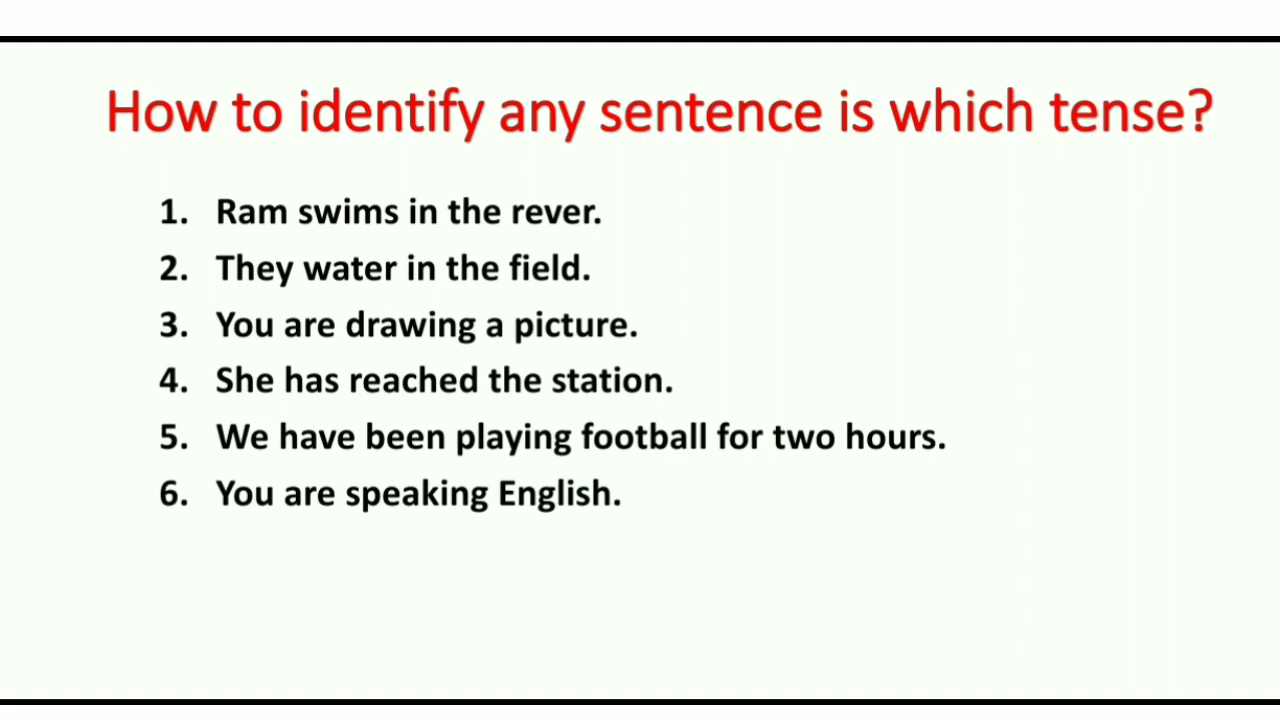 How to identify any sentence is which tense?
1. Ram swims in the rever.
2. They water in the field.
3. You are drawing a picture.
4. She has reached the station.
5. We have been playing football for two hours.
6. You are speaking English.